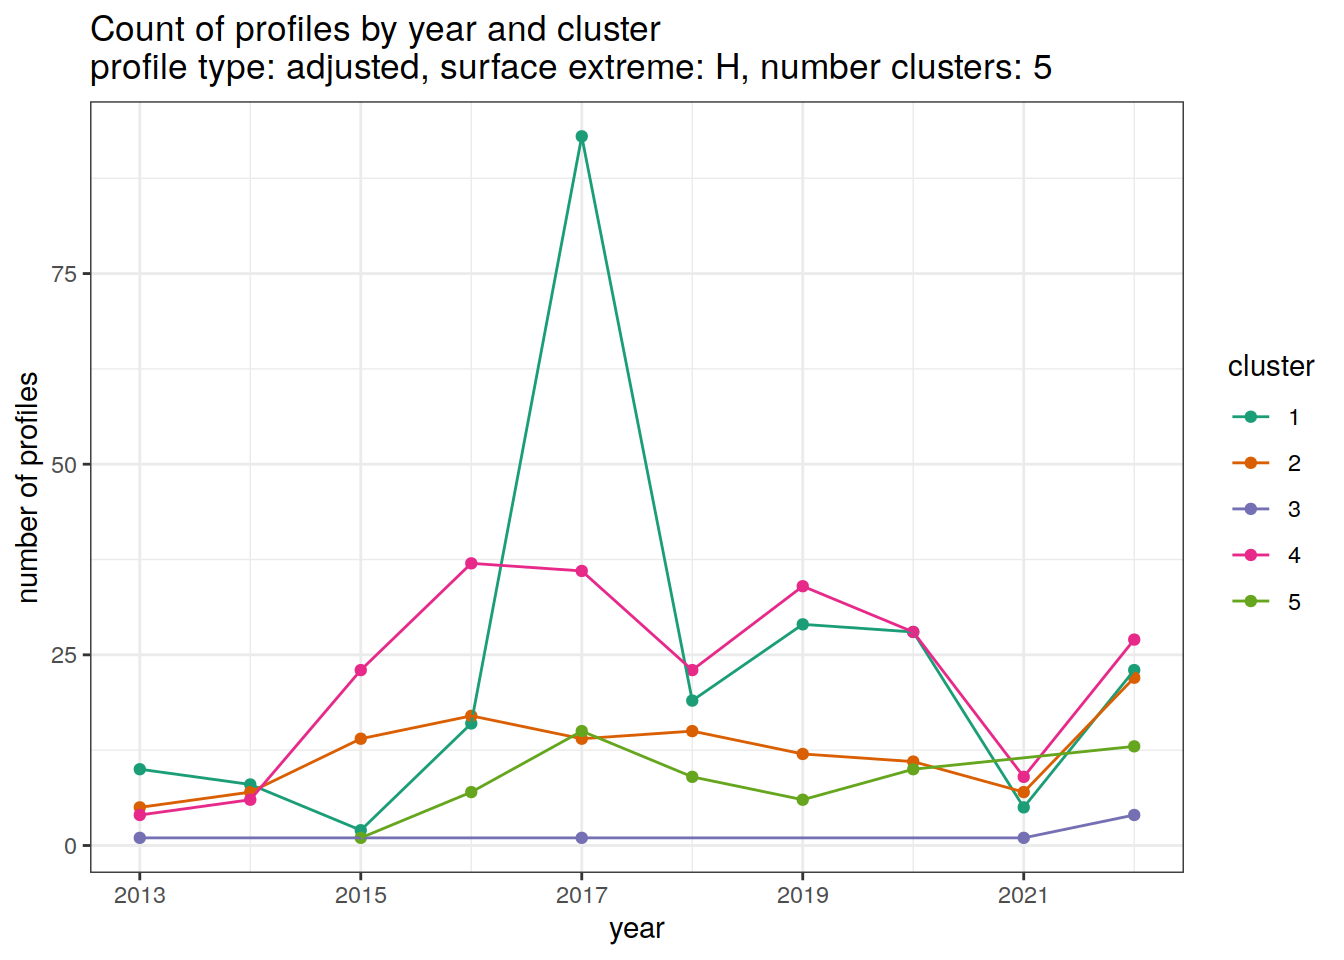 Count of profiles by year and cluster
profile type: adjusted, surface extreme: H, number clusters: 5
number of profiles
75
50
25
0
2013 2015 2017 2019 2021
year
cluster
1
2
3
4
5